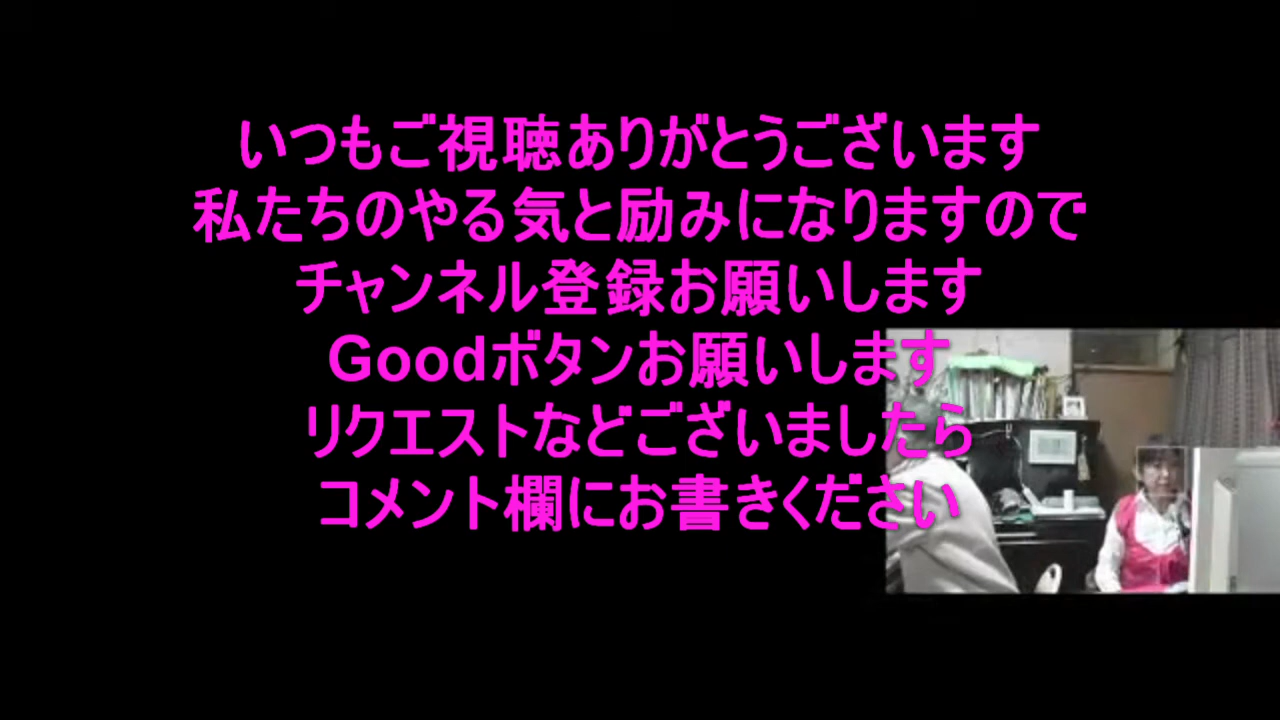 いつもご視聴ありがとうございます
私たちのやる気と励みになりますので
チャンネル登録お願いします
Goodボタンお願いします
リクエストなどございましたら
コメント欄にお書きください